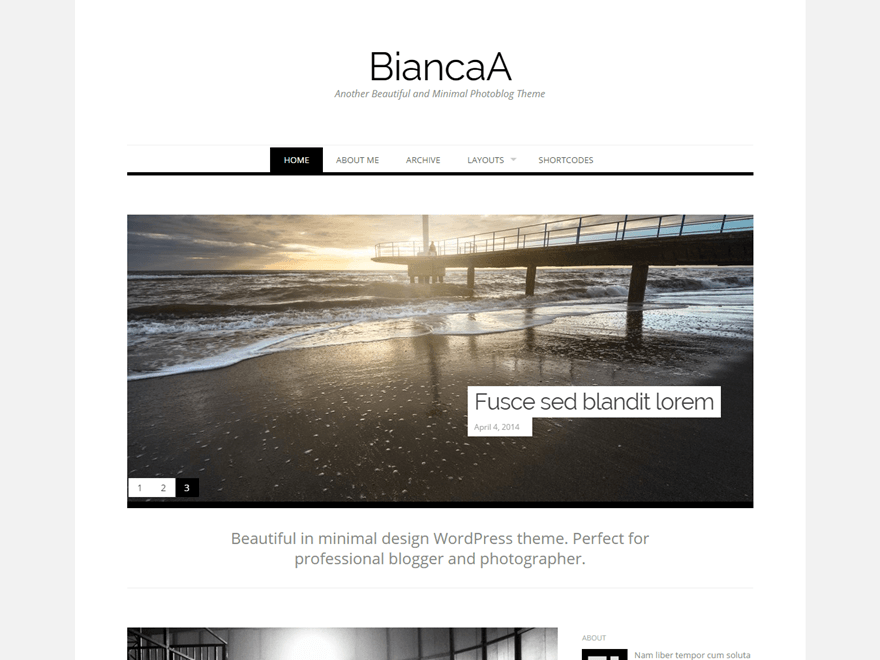 BiancaA
Another Beautiful and Minimal Photoblog Theme
HOME ABOUT ME ARCHIVE LAYOUTS SHORTCODES
Fusce sed blandit lorem
April 4, 2014
1 2 3
Beautiful in minimal design WordPress theme. Perfect for
professional blogger and photographer.
ABOUT
Nam liber tempor cum soluta